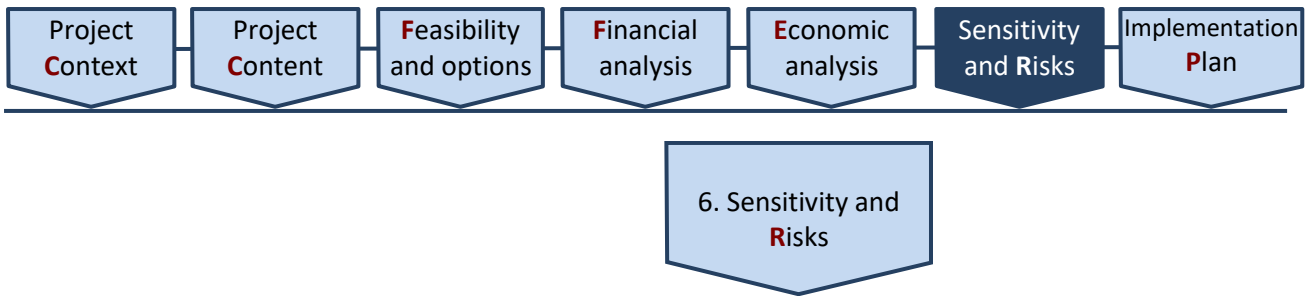 Project
Context
Project
Content
Feasibility
and options
Financial
analysis
Economic
analysis
Sensitivity
and Risks
Implementation
Plan
6. Sensitivity and
Risks